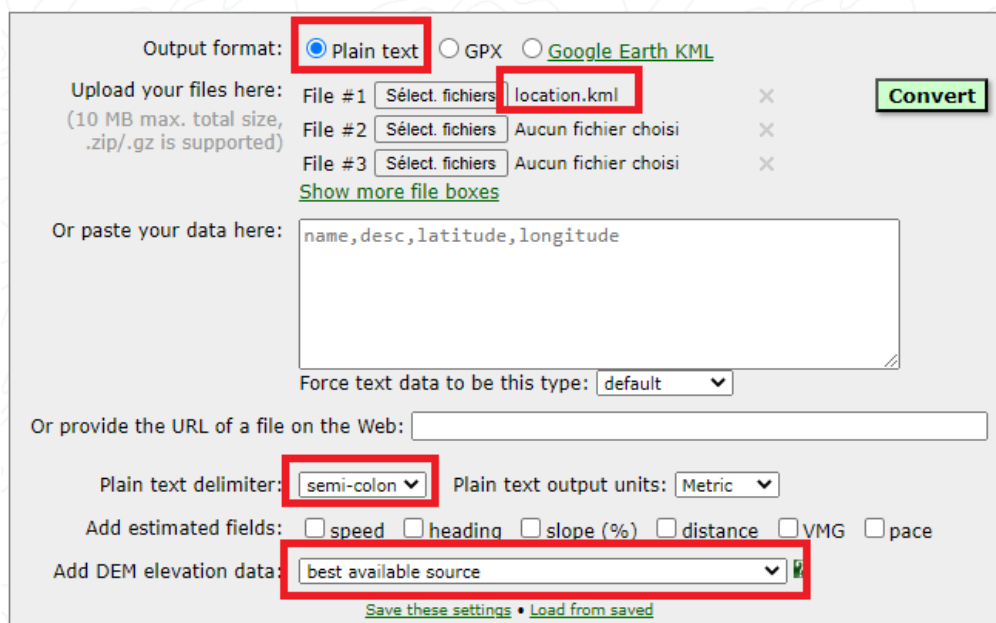 Output format: Plain text GPX Google Earth KML
Upload your files here: File #1 Sélect. fichiers location.kml Convert
(10 MB max. total size, File #2 Sélect. fichiers Aucun fichier choisi
.zip/.gz is supported) File #3 Sélect. fichiers Aucun fichier choisi
Show more file boxes
Or paste your data here: name,desc,latitude,longitude
Force text data to be this type: default
Or provide the URL of a file on the Web:
Plain text delimiter: semi-colon Plain text output units: Metric
Add estimated fields: speed heading slope (%) distance VMG pace
Add DEM elevation data: best available source
Save these settings • Load from saved